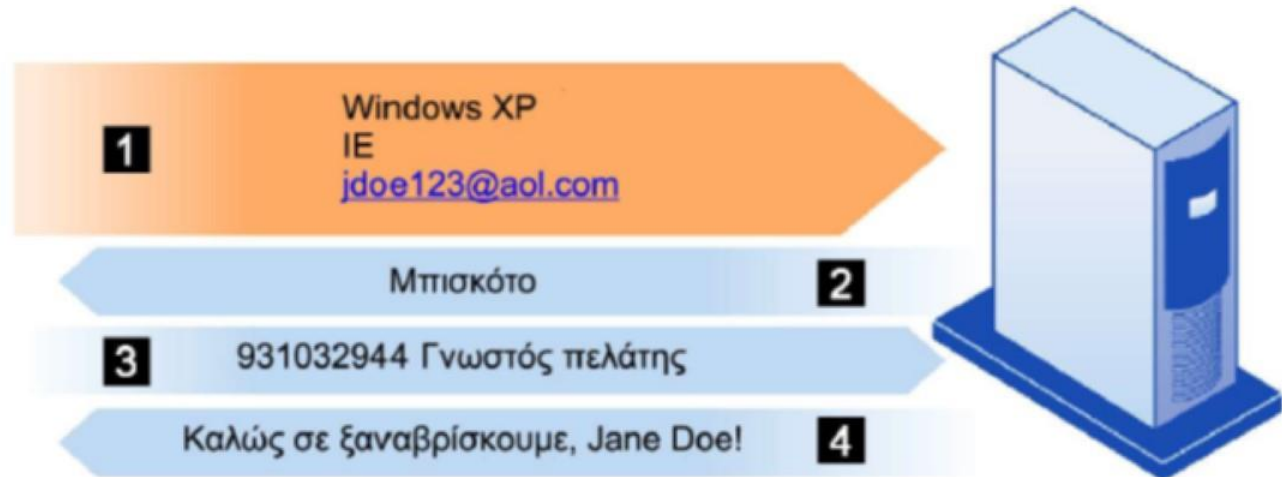 1
Windows XP
IE
jdoe123@aol.com
Μπισκότο 2
3 931032944 Γνωστός πελάτης
Καλώς σε ξαναβρίσκουμε, Jane Doe! 4